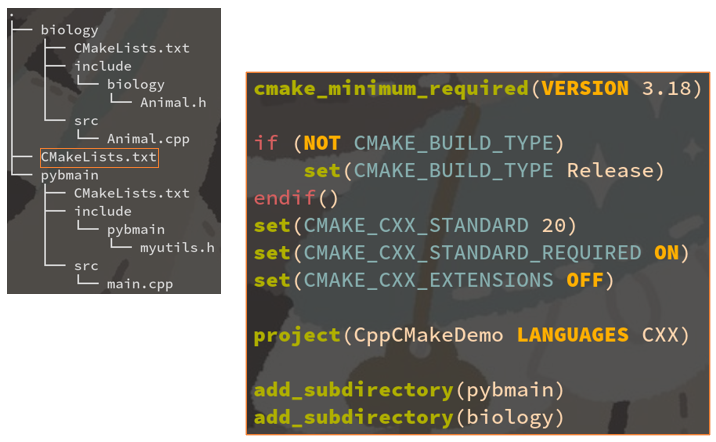 .
├── biology
│   ├── CMakeLists.txt
│   ├── include
│   │   └── biology
│   │       └── Animal.h
│   └── src
│       └── Animal.cpp
├── CMakeLists.txt
└── pybmain
    ├── CMakeLists.txt
    ├── include
    │   └── pybmain
    │       └── myutils.h
    └── src
        └── main.cpp
cmake_minimum_required(VERSION 3.18)
if (NOT CMAKE_BUILD_TYPE)
    set(CMAKE_BUILD_TYPE Release)
endif()
set(CMAKE_CXX_STANDARD 20)
set(CMAKE_CXX_STANDARD_REQUIRED ON)
set(CMAKE_CXX_EXTENSIONS OFF)
project(CppCMakeDemo LANGUAGES CXX)
add_subdirectory(pybmain)
add_subdirectory(biology)